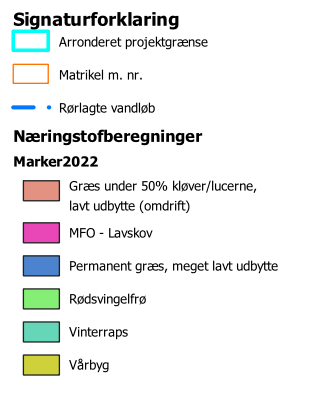 Signaturforklaring
Arronderet projektgrænse
Matrikel m. nr.
Rørlagte vandløb
Næringstofberegninger
Marker2022
Græs under 50% kløver/lucerne,
lavt udbytte (omdrift)
MFO - Lavskov
Permanent græs, meget lavt udbytte
Rødsvingelfrø
Vinterraps
Vårbyg